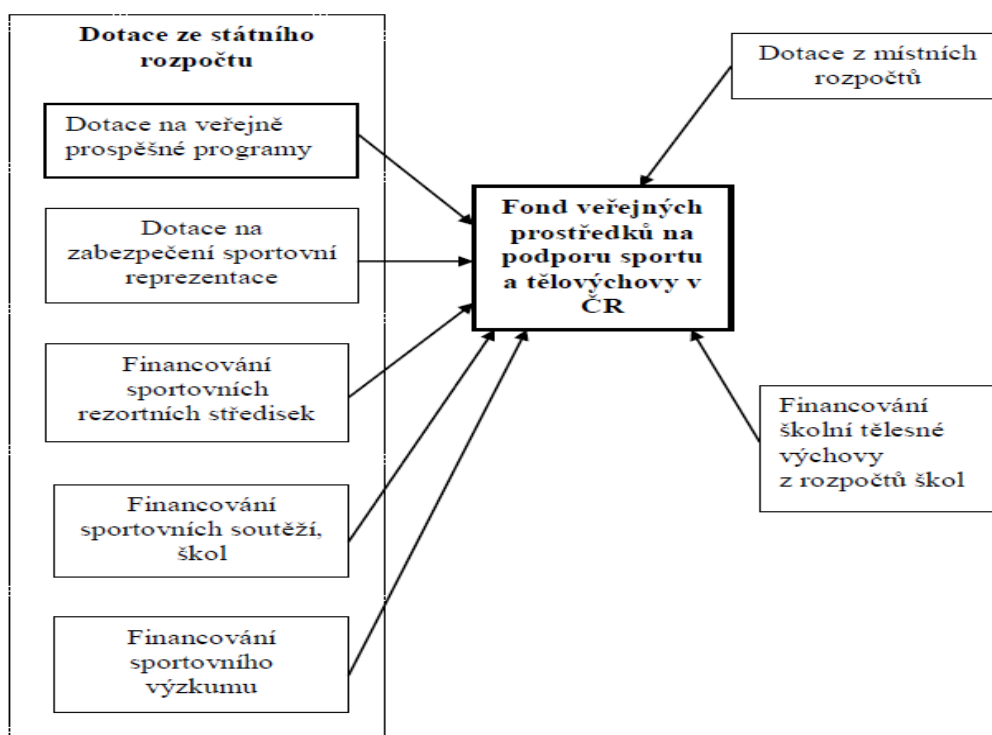 Dotace ze státního
rozpočtu
Dotace na veřejně
prospěšné programy
Dotace na
zabezpečení sportovní
reprezentace
Financování
sportovních
rezortních středisek
Financování
sportovních soutěží,
škol
Financování
sportovního
výzkumu
Fond veřejných
prostředků na
podporu sportu
a tělovýchovy v
ČR
Dotace z místních
rozpočtů
Financování
školní tělesné
výchovy
z rozpočtů škol